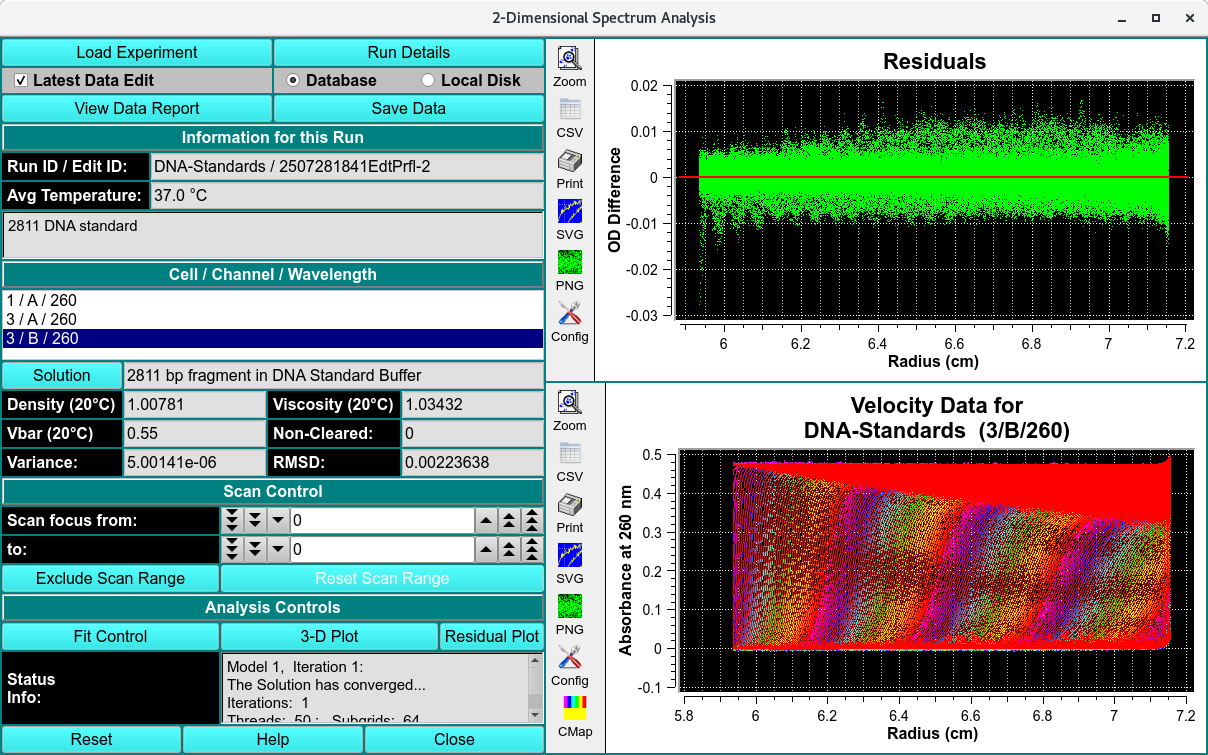 2-Dimensional Spectrum Analysis
Load Experiment
Run Details
Latest Data Edit
Database
Local Disk
View Data Report
Save Data
Information for this Run
Run ID / Edit ID:
DNA-Standards / 2507281841EdtPrfl-2
Avg Temperature:
37.0 °C
2811 DNA standard
Cell / Channel / Wavelength
1 / A / 260
3 / A / 260
3 / B / 260
Solution
2811 bp fragment in DNA Standard Buffer
Density (20°C)
1.00781
Viscosity (20°C)
1.03432
Vbar (20°C)
0.55
Non-Cleared:
0
Variance:
5.00141e-06
RMSD:
0.00223638
Scan Control
Scan focus from:
0
to:
0
Exclude Scan Range
Reset Scan Range
Analysis Controls
Fit Control
3-D Plot
Residual Plot
Status
Info:
Model 1,  Iteration 1:
The Solution has converged...
Iterations:  1
Threads:  50 ;   Subgrids:  64
Reset
Help
Close
Zoom
CSV
Print
SVG
PNG
Config
Residuals
OD Difference
0.02
0.01
0
-0.01
-0.02
-0.03
6
6.2
6.4
6.6
6.8
7
7.2
Radius (cm)
Zoom
CSV
Print
SVG
PNG
Config
CMap
Velocity Data for
DNA-Standards  (3/B/260)
Absorbance at 260 nm
0.5
0.4
0.3
0.2
0.1
0
-0.1
5.8
6
6.2
6.4
6.6
6.8
7
7.2
Radius (cm)